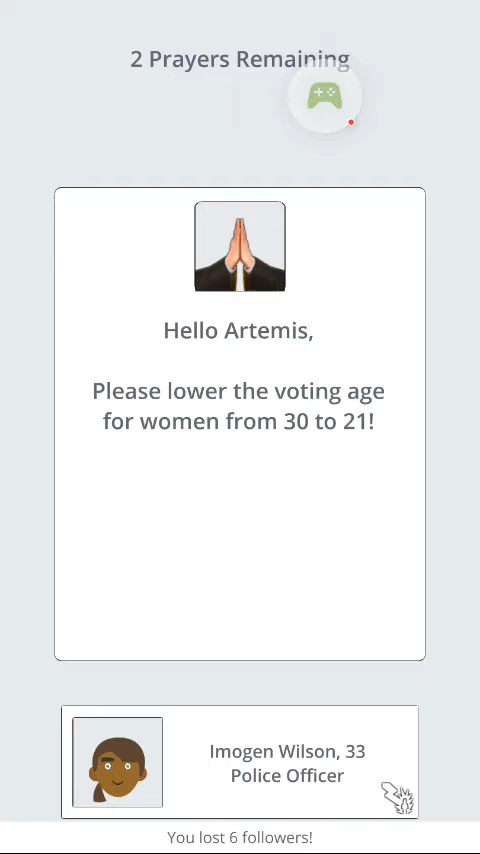 2 Prayers Remaining
Hello Artemis,
Please lower the voting age
for women from 30 to 21!
Imogen Wilson, 33
Police Officer
You lost 6 followers!